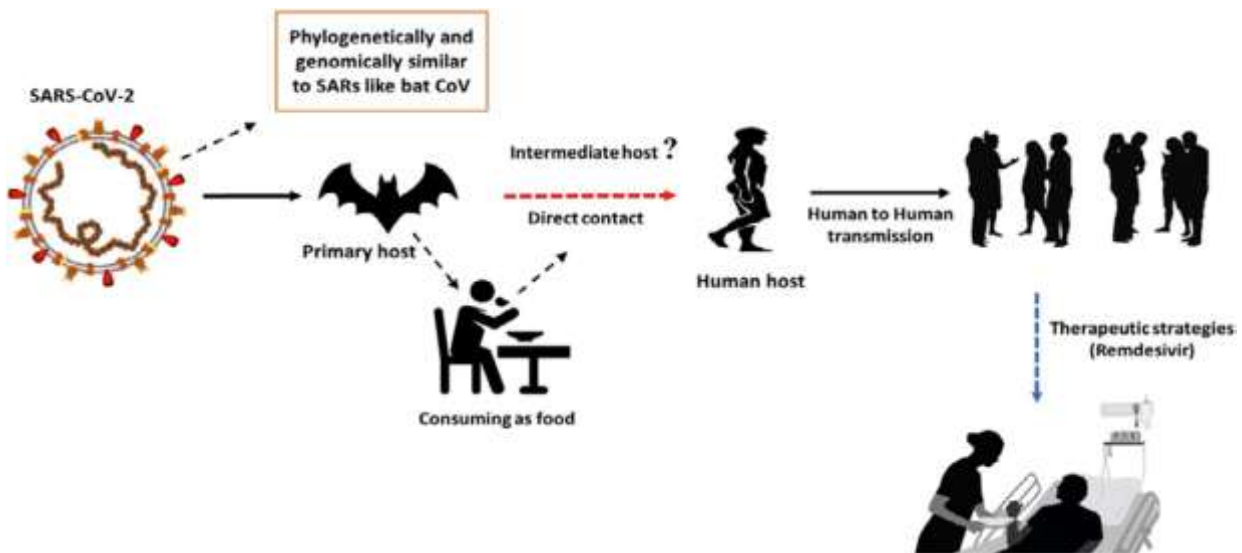 Phylogenetically and
genomically similar
to SARs like bat CoV
SARS-CoV-2
Intermediate host ?
Direct contact
Primary host
Human host
Human to Human
transmission
Consuming as food
Therapeutic strategies
(Remdesivir)